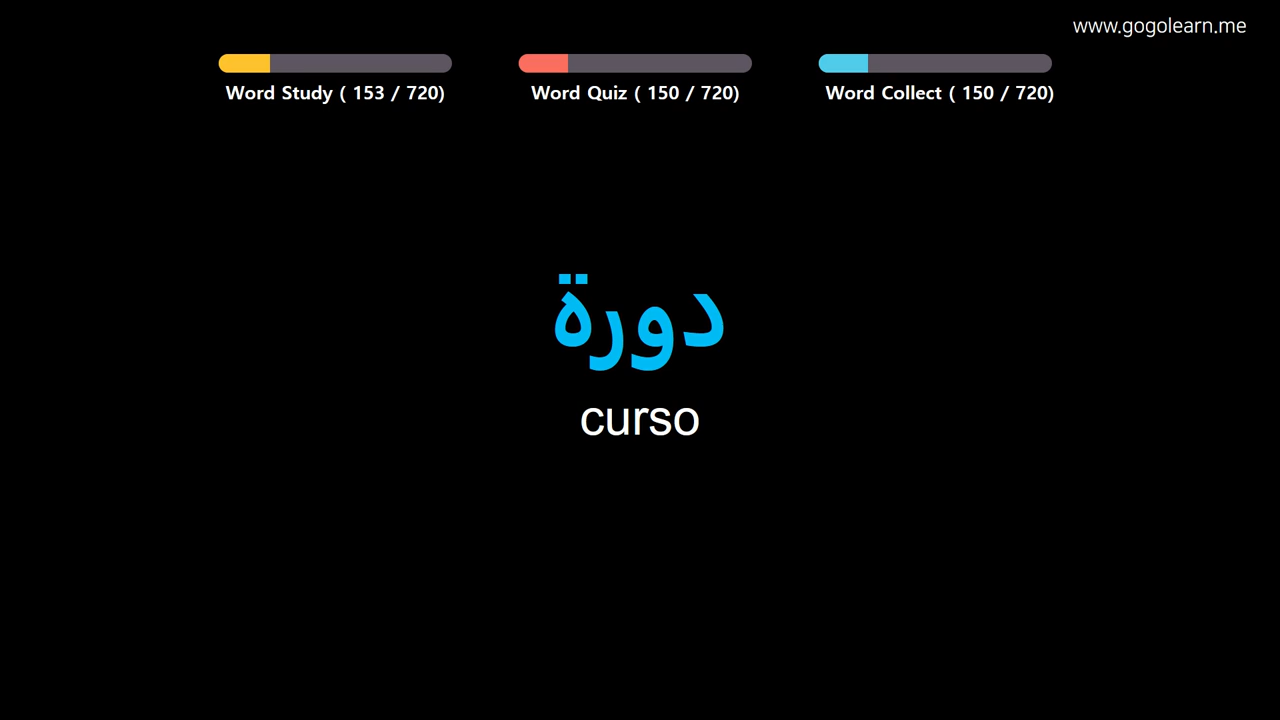 www.gogolearn.me
Word Study ( 153 / 720)
Word Quiz ( 150 / 720)
Word Collect ( 150 / 720)
دورة
curso